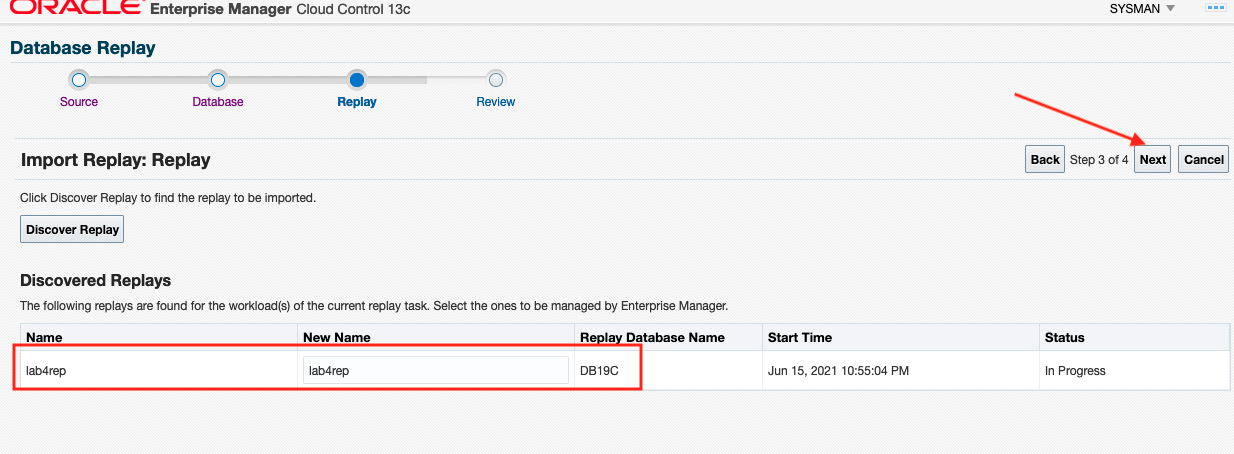 ORACLE Enterprise Manager Cloud Control 13c SYSMAN
Database Replay
Source Database Replay Review
Import Replay: Replay Back Step 3 of 4 Next Cancel
Click Discover Replay to find the replay to be imported.
Discover Replay
Discovered Replays
The following replays are found for the workload(s) of the current replay task. Select the ones to be managed by Enterprise Manager.
Name New Name Replay Database Name Start Time Status
lab4rep lab4rep DB19C Jun 15, 2021 10:55:04 PM In Progress